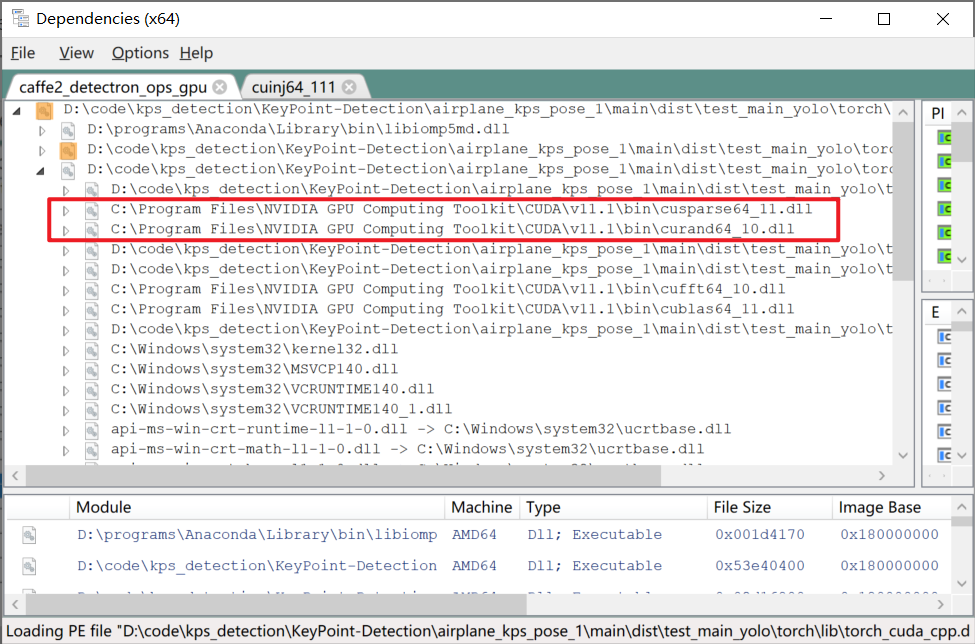 Dependencies (x64)
File View Options Help
caffe2_detectron_ops_gpu cuinj64_111
D:\code\kps_detection\KeyPoint-Detection\airplane_kps_pose_1\main\dist\test_main_yolo\torch\
PI
D:\programs\Anaconda\Library\bin\libiomp5md.dll
D:\code\kps_detection\KeyPoint-Detection\airplane_kps_pose_1\main\dist\test_main_yolo\torc
D:\code\kps_detection\KeyPoint-Detection\airplane_kps_pose_1\main\dist\test_main_yolo\torc
D:\code\kps_detection\KeyPoint-Detection\airplane_kps_pose_1\main\dist\test_main_yolo\t
C:\Program Files\NVIDIA GPU Computing Toolkit\CUDA\v11.1\bin\cusparse64_11.dll
C:\Program Files\NVIDIA GPU Computing Toolkit\CUDA\v11.1\bin\curand64_10.dll
D:\code\kps_detection\KeyPoint-Detection\airplane_kps_pose_1\main\dist\test_main_yolo\t
D:\code\kps_detection\KeyPoint-Detection\airplane_kps_pose_1\main\dist\test_main_yolo\t
C:\Program Files\NVIDIA GPU Computing Toolkit\CUDA\v11.1\bin\cufft64_10.dll
C:\Program Files\NVIDIA GPU Computing Toolkit\CUDA\v11.1\bin\cublas64_11.dll
E
D:\code\kps_detection\KeyPoint-Detection\airplane_kps_pose_1\main\dist\test_main_yolo\t
C:\Windows\system32\kernel32.dll
C:\Windows\system32\MSVCP140.dll
C:\Windows\system32\VCRUNTIME140.dll
C:\Windows\system32\VCRUNTIME140_1.dll
api-ms-win-crt-runtime-l1-1-0.dll -> C:\Windows\system32\ucrtbase.dll
api-ms-win-crt-math-l1-1-0.dll -> C:\Windows\system32\ucrtbase.dll
Module Machine Type File Size Image Base
D:\programs\Anaconda\Library\bin\libiomp AMD64 Dll; Executable 0x001d4170 0x180000000
D:\code\kps_detection\KeyPoint-Detection AMD64 Dll; Executable 0x53e40400 0x180000000
Loading PE file "D:\code\kps_detection\KeyPoint-Detection\airplane_kps_pose_1\main\dist\test_main_yolo\torch\lib\torch_cuda_cpp.d